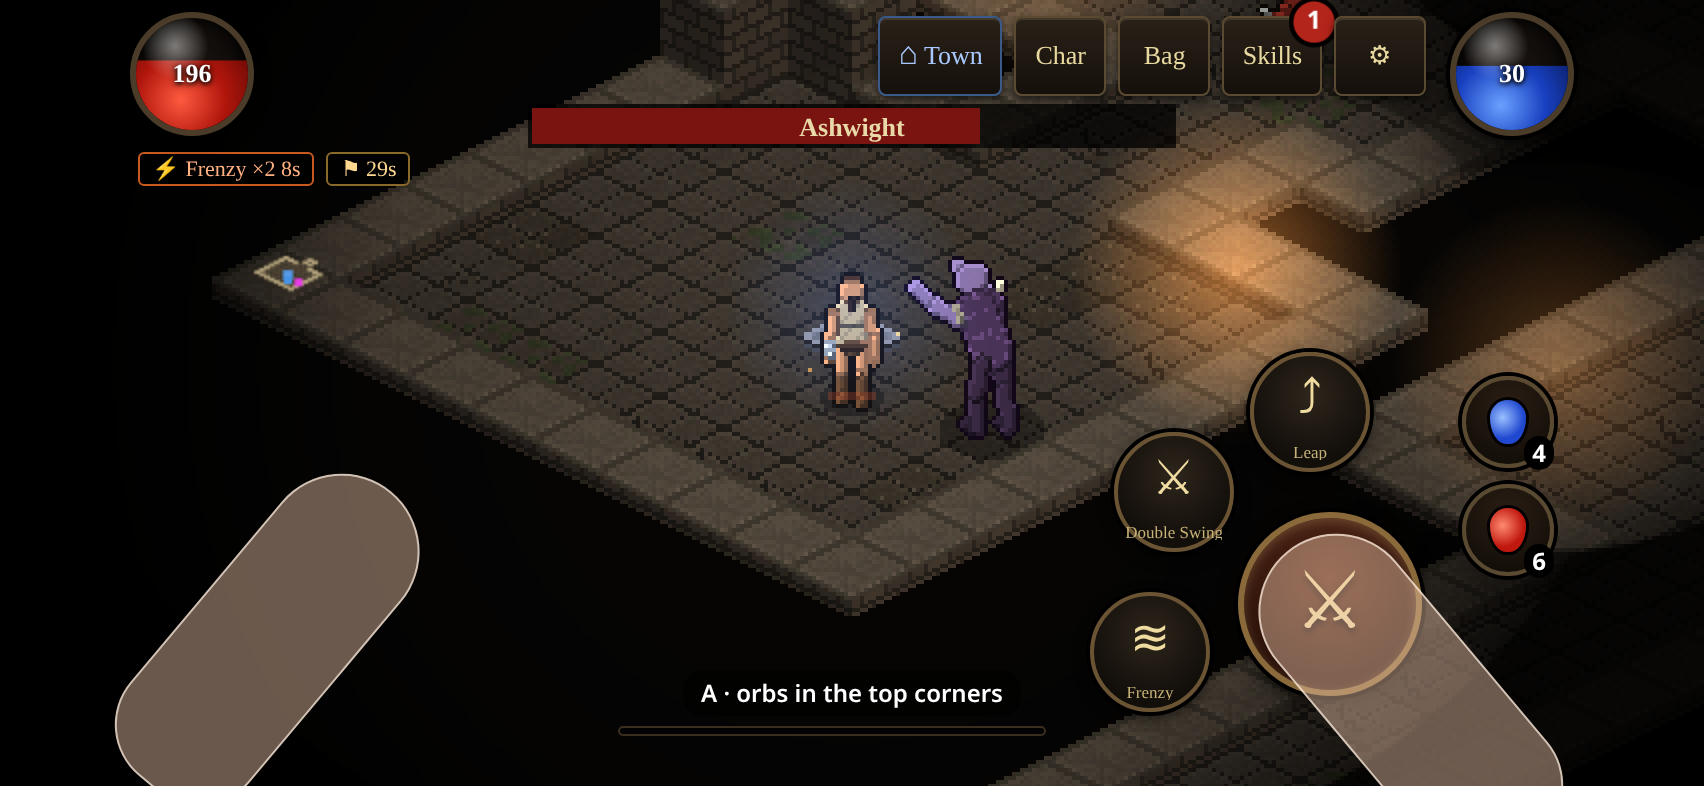 196
⌂ Town
Char
Bag
Skills
1
⚙
30
Ashwight
⚡ Frenzy ×2 8s
⚑ 29s
Leap
4
Double Swing
6
Frenzy
A · orbs in the top corners